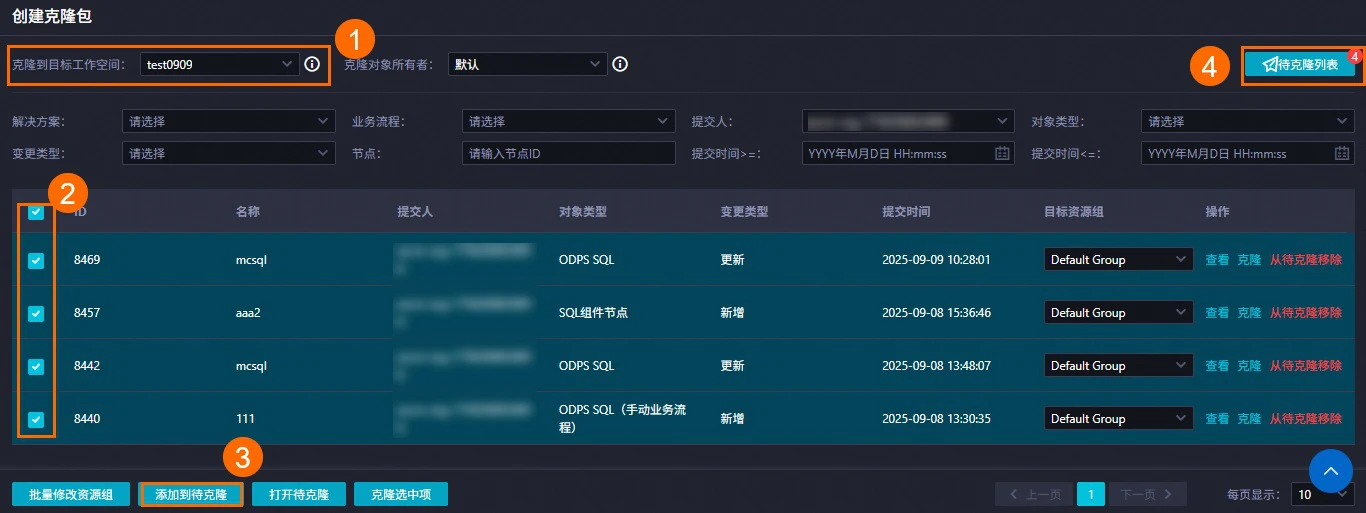 创建克隆包
1
克隆到目标工作空间： test0909 克隆对象所有者： 默认
4
待克隆列表 4
解决方案： 请选择 业务流程： 请选择 提交人： 对象类型： 请选择
变更类型： 请选择 节点： 请输入节点ID 提交时间>=： YYYY年M月D日 HH:mm:ss 提交时间<=： YYYY年M月D日 HH:mm:ss
2
ID 名称 提交人 对象类型 变更类型 提交时间 目标资源组 操作
8469 mcsql ODPS SQL 更新 2025-09-09 10:28:01 Default Group 查看 克隆 从待克隆移除
8457 aaa2 SQL组件节点 新增 2025-09-08 15:36:46 Default Group 查看 克隆 从待克隆移除
8442 mcsql ODPS SQL 更新 2025-09-08 13:48:07 Default Group 查看 克隆 从待克隆移除
8440 111 ODPS SQL（手动业务流
程） 新增 2025-09-08 13:30:35 Default Group 查看 克隆 从待克隆移除
3
批量修改资源组 添加到待克隆 打开待克隆 克隆选中项 上一页 1 下一页 每页显示： 10